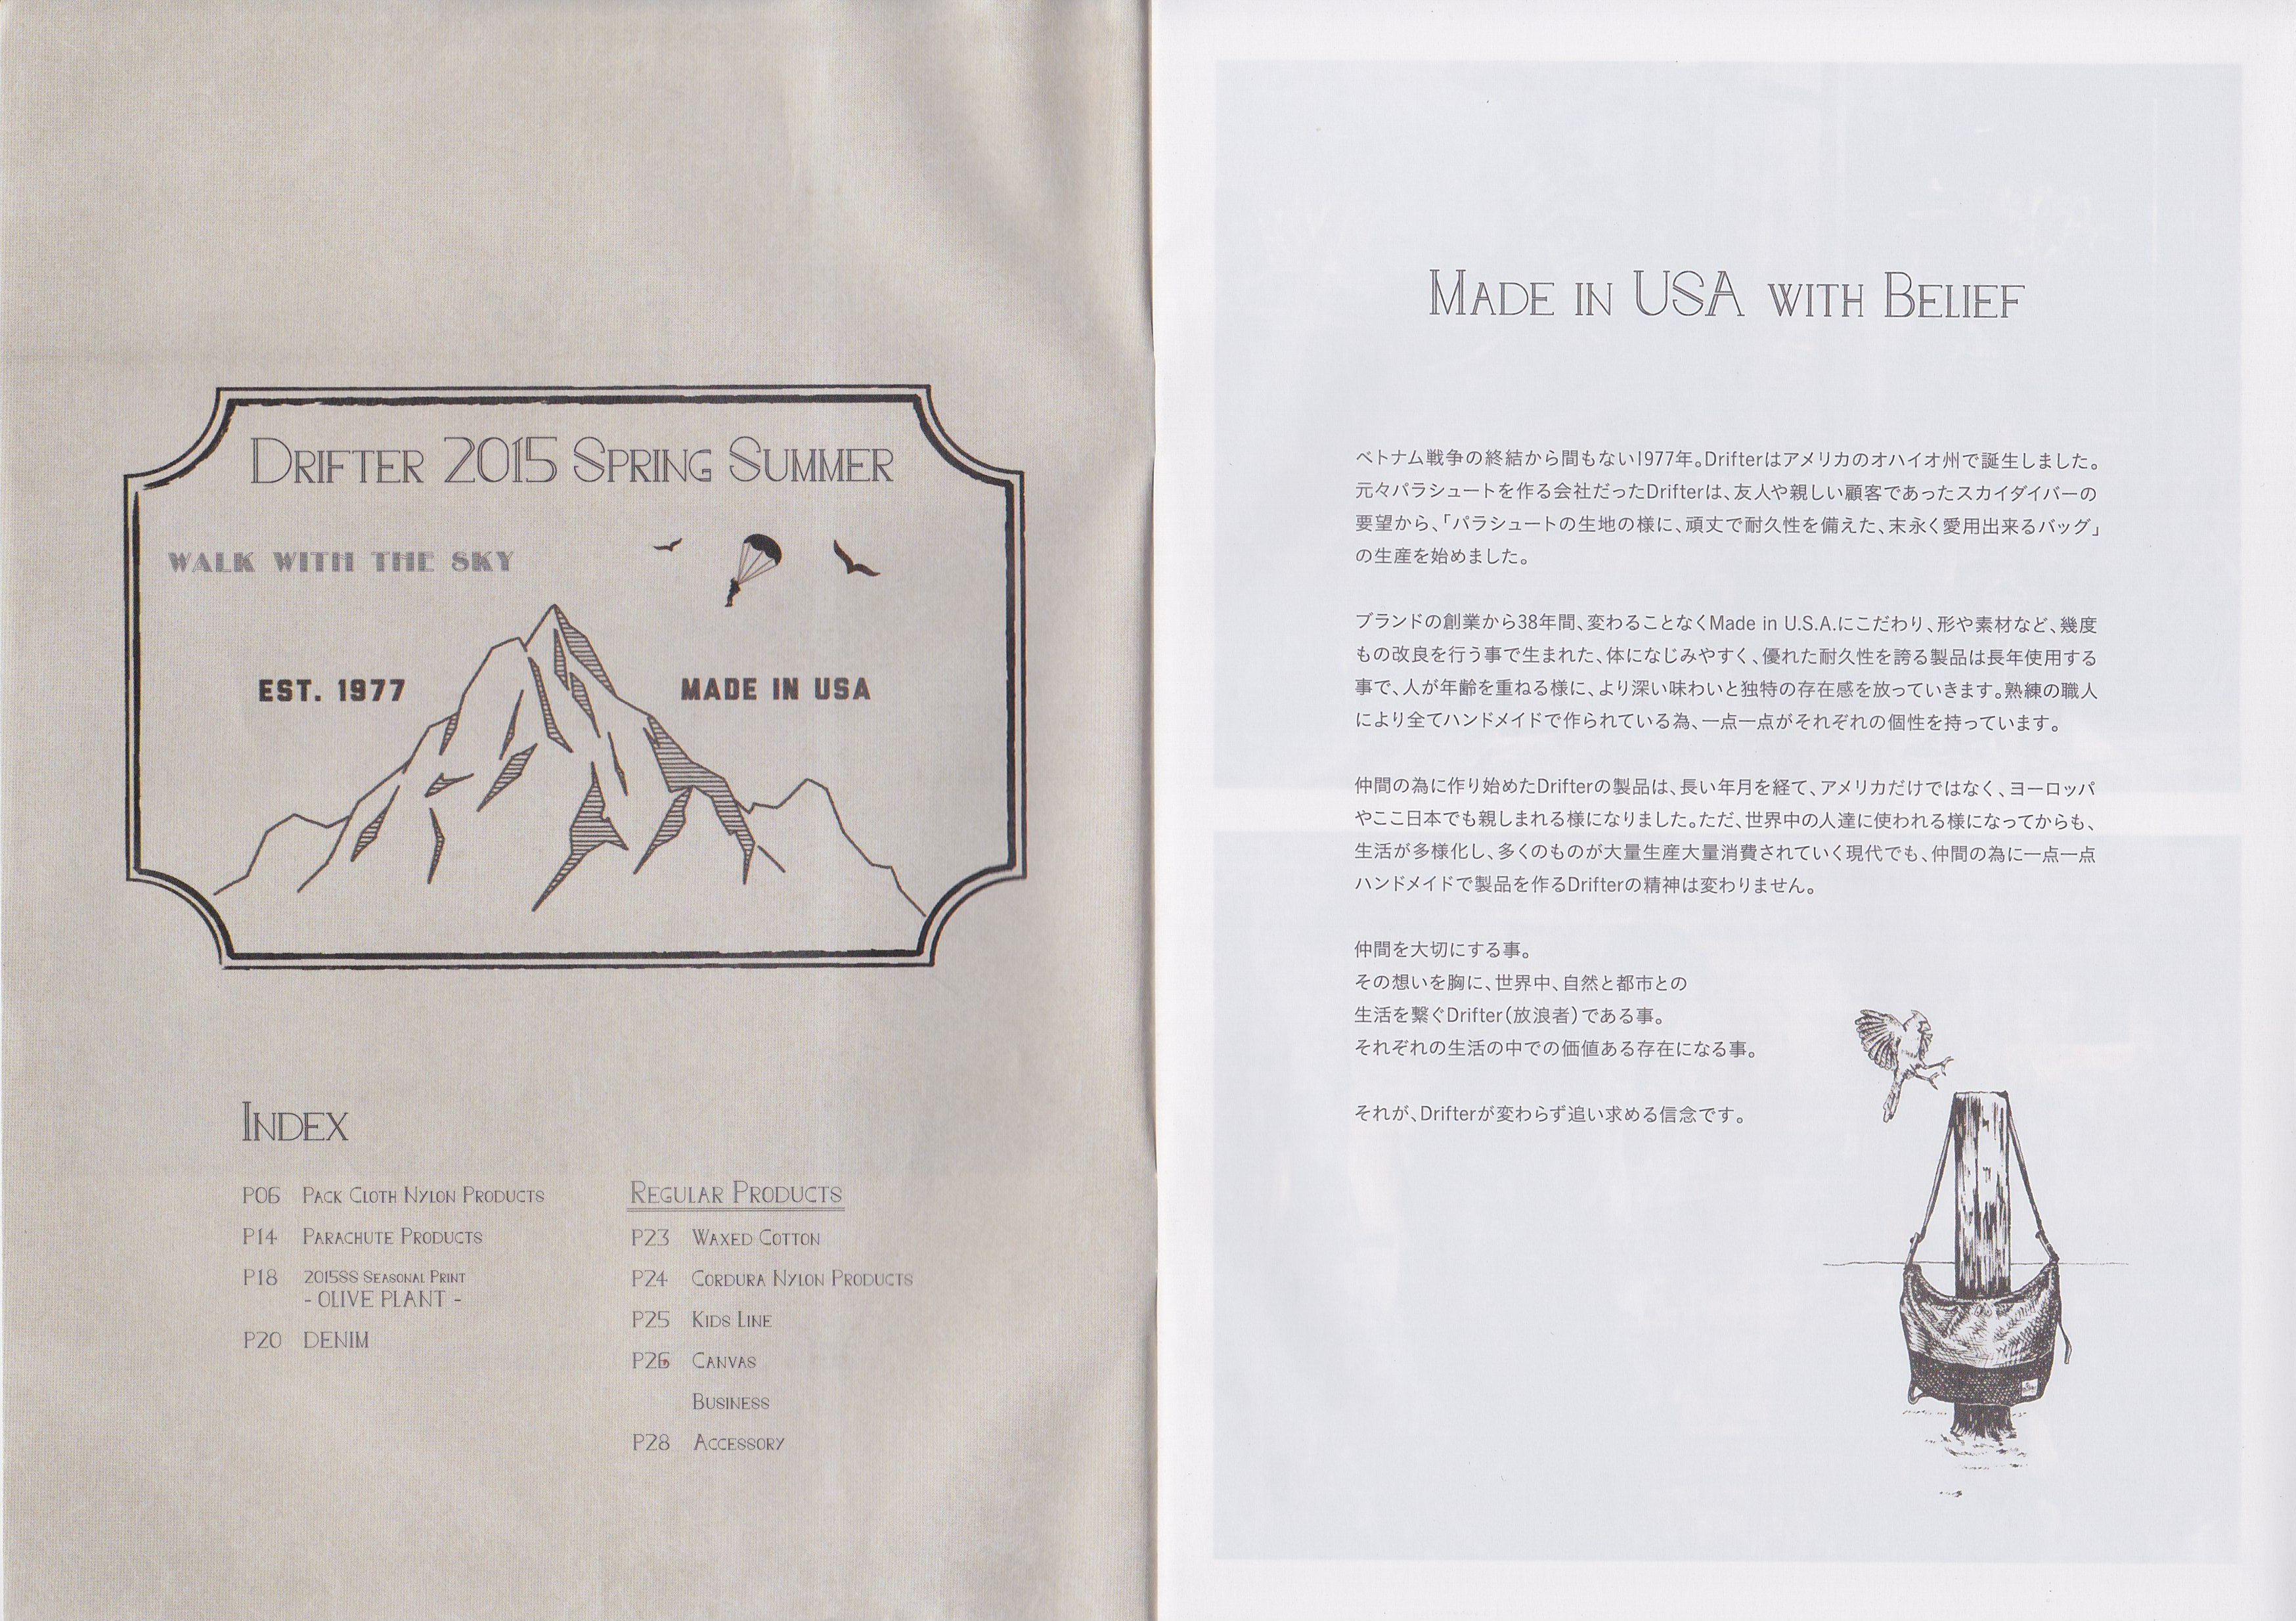 DRIFTER 2015 SPRING SUMMER
WALK WITH THE SKY
EST. 1977
MADE IN USA
INDEX
P06 PACK CLOTH NYLON PRODUCTS
P14 PARACHUTE PRODUCTS
P18 2015SS SEASONAL PRINT
- OLIVE PLANT -
P20 DENIM
REGULAR PRODUCTS
P23 WAXED COTTON
P24 CORDURA NYLON PRODUCTS
P25 KIDS LINE
P26 CANVAS
BUSINESS
P28 ACCESSORY
MADE IN USA WITH BELIEF
ベトナム戦争の終結から間もない1977年。Drifterはアメリカのオハイオ州で誕生しました。
元々パラシュートを作る会社だったDrifterは、友人や親しい顧客であったスカイダイバーの
要望から、「パラシュートの生地の様に、頑丈で耐久性を備えた、末永く愛用出来るバッグ」
の生産を始めました。
ブランドの創業から38年間、変わることなくMade in U.S.A.にこだわり、形や素材など、幾度
もの改良を行う事で生まれた、体になじみやすく、優れた耐久性を誇る製品は長年使用する
事で、人が年齢を重ねる様に、より深い味わいと独特の存在感を放っていきます。熟練の職人
により全てハンドメイドで作られている為、一点一点がそれぞれの個性を持っています。
仲間の為に作り始めたDrifterの製品は、長い年月を経て、アメリカだけではなく、ヨーロッパ
やここ日本でも親しまれる様になりました。ただ、世界中の人達に使われる様になってからも、
生活が多様化し、多くのものが大量生産大量消費されていく現代でも、仲間の為に一点一点
ハンドメイドで製品を作るDrifterの精神は変わりません。
仲間を大切にする事。
その想いを胸に、世界中、自然と都市との
生活を繋ぐDrifter（放浪者）である事。
それぞれの生活の中での価値ある存在になる事。
それが、Drifterが変わらず追い求める信念です。